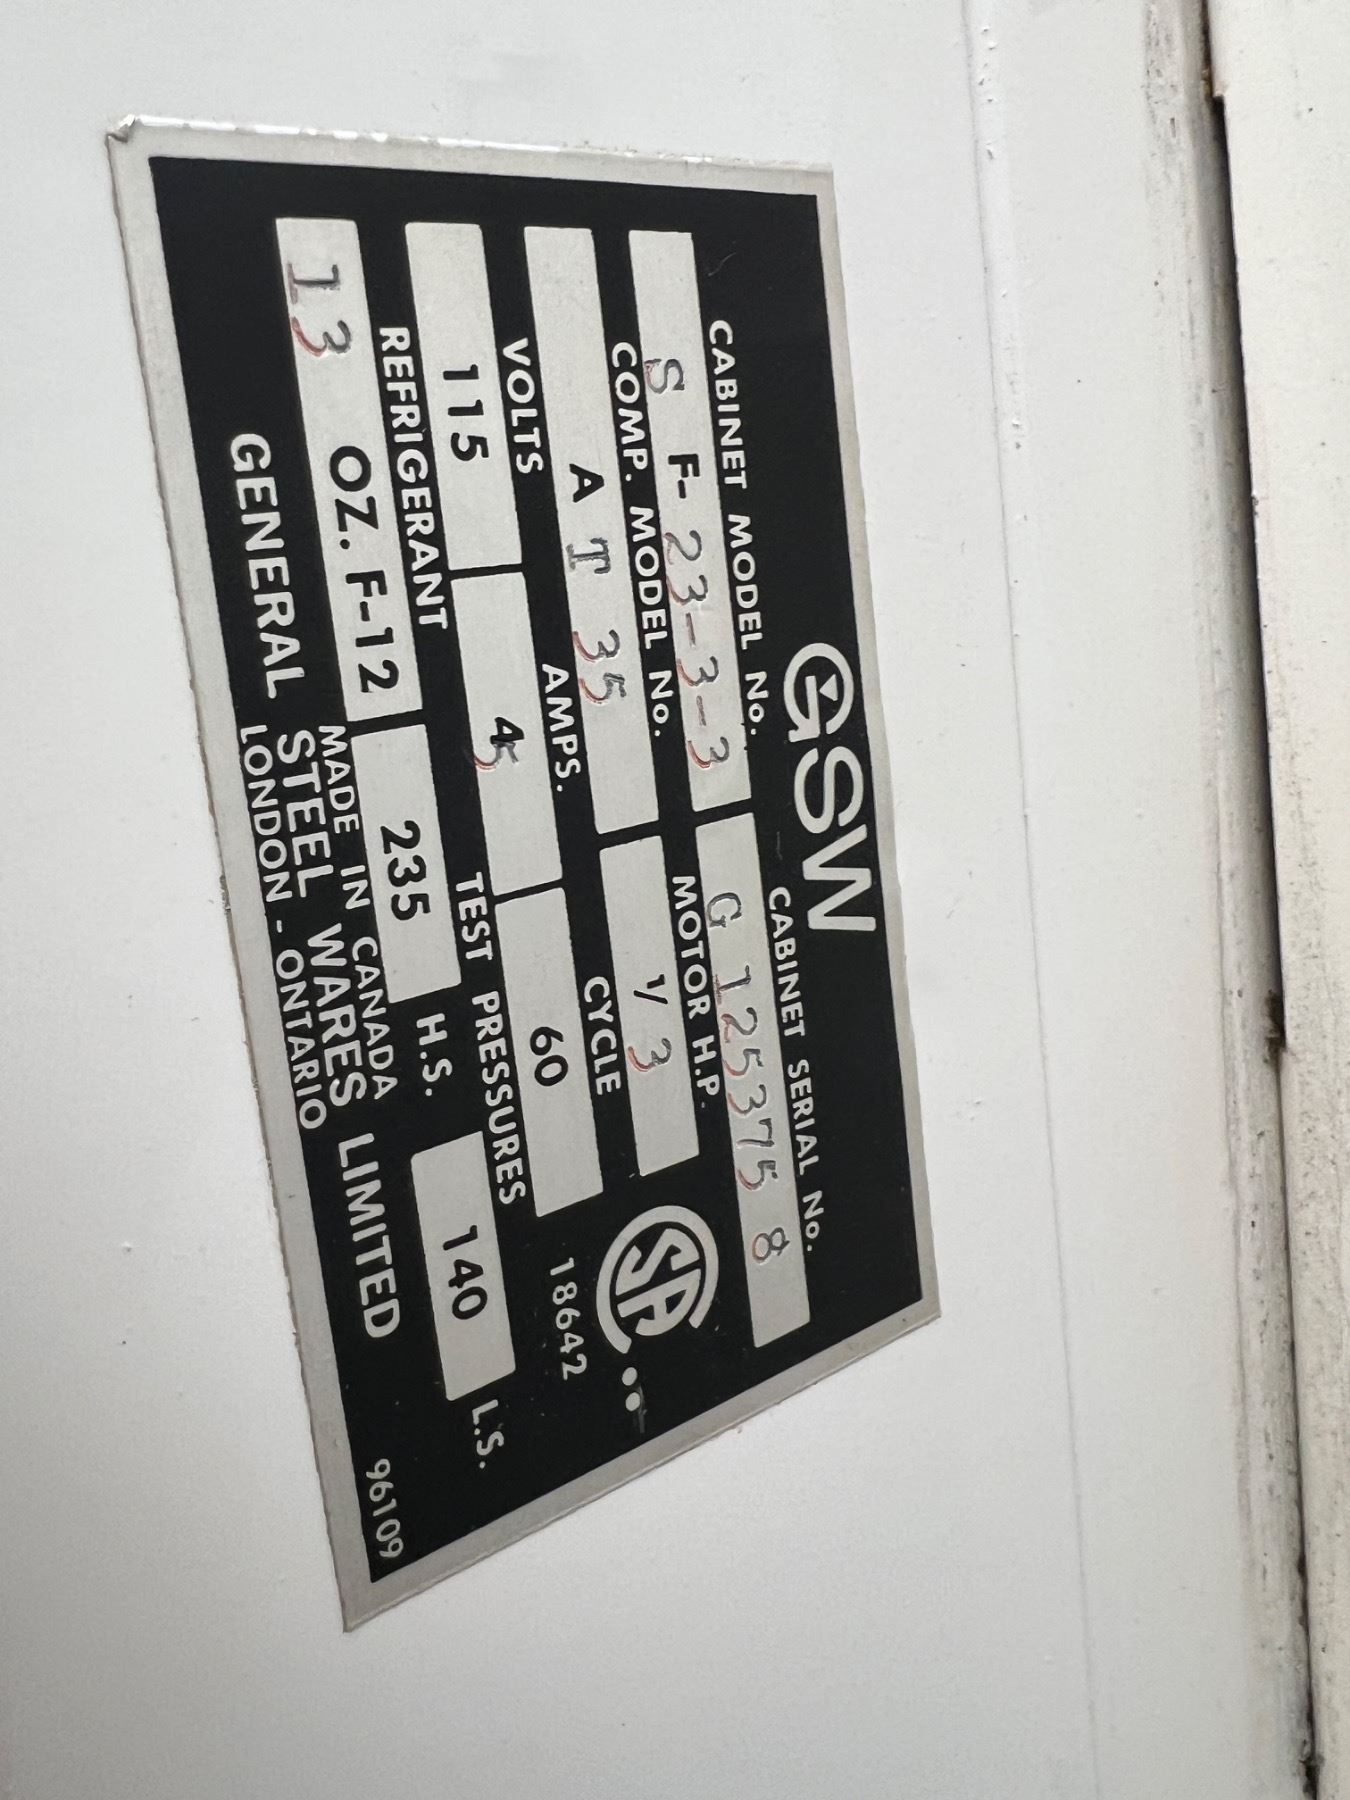 GSW
CABINET MODEL No. CABINET SERIAL No.
S F-23-3-3 G 125375 8
COMP. MODEL No. MOTOR H.P.
A T 35 1/3
VOLTS AMPS. CYCLE
115 45 60
SA
18642
REFRIGERANT TEST PRESSURES
13 OZ. F-12 235 H.S. 140 L.S.
MADE IN CANADA
GENERAL STEEL WARES LIMITED
LONDON - ONTARIO
96109